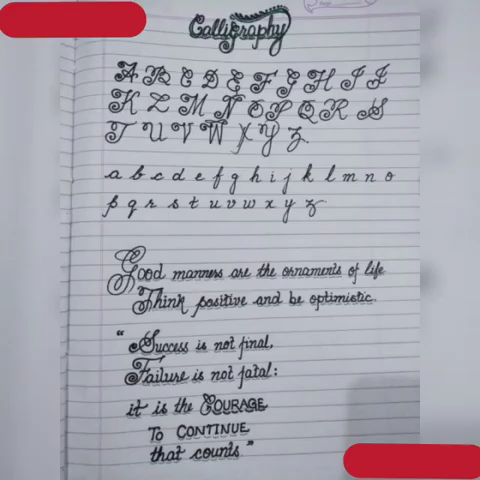 Calligraphy
A B C D E F G H I J
K L M N O P Q R S
T U V W X Y Z
a b c d e f g h i j k l m n o
p q r s t u v w x y z
Good manners are the ornaments of life
Think positive and be optimistic.
"Success is not final,
Failure is not fatal:
it is the COURAGE
To CONTINUE
that counts"